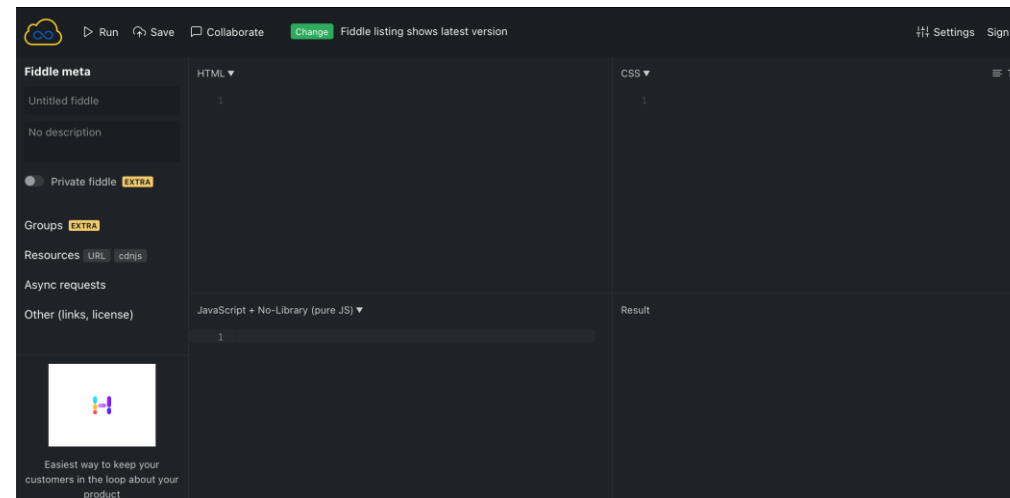 Run Save Collaborate Change Fiddle listing shows latest version Settings Sign
Fiddle meta
Untitled fiddle
No description
Private fiddle EXTRA
Groups EXTRA
Resources URL cdnjs
Async requests
Other (links, license)
Easiest way to keep your
customers in the loop about your
product
HTML ▼
1
CSS ▼
1
JavaScript + No-Library (pure JS) ▼
1
Result